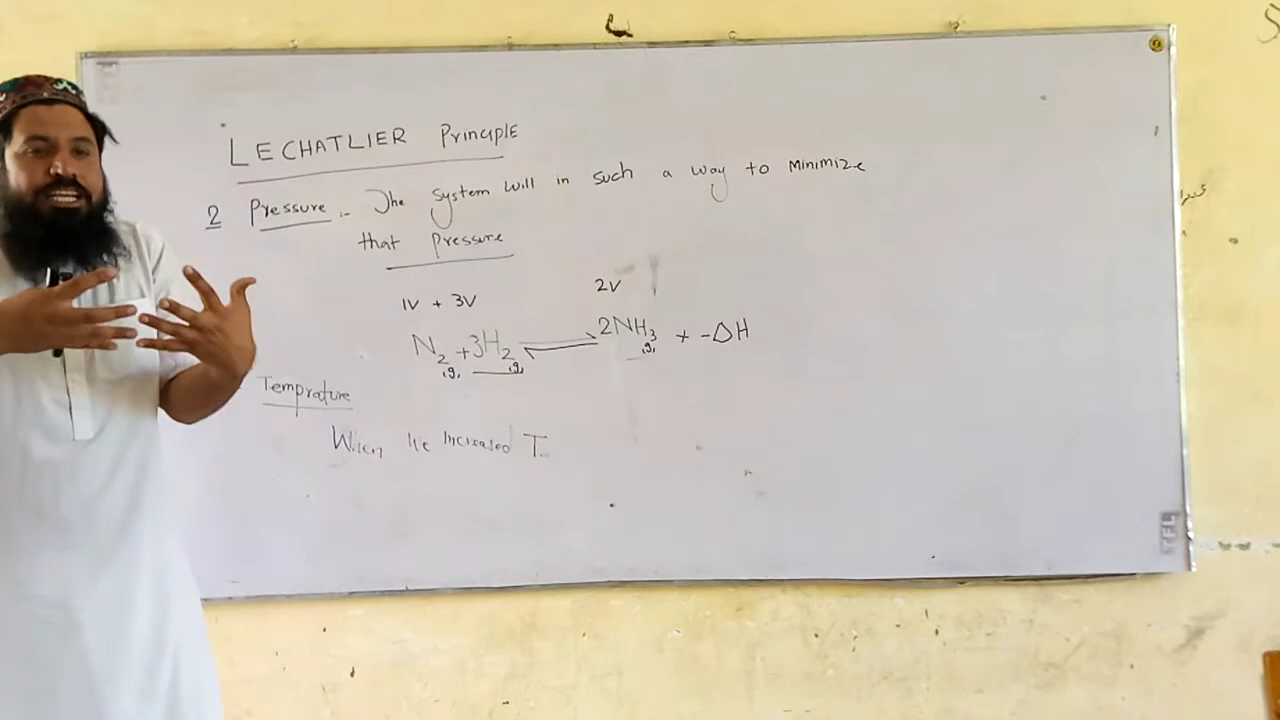 LECHATLIER Principle
2 Pressure :- The system will in such a way to Minimize
that Pressure
1V + 3V 2V
N₂(g) + 3H₂(g) ⇌ 2NH₃(g) + -ΔH
Temprature
When we increased T..
TFL